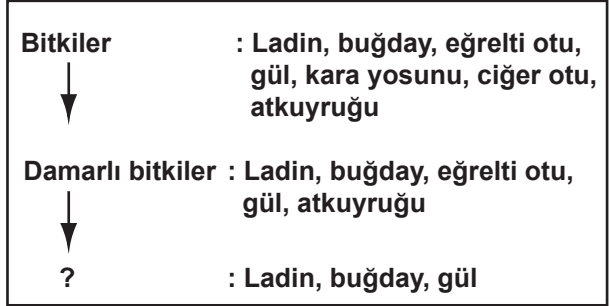 Bitkiler : Ladin, buğday, eğrelti otu,
gül, kara yosunu, ciğer otu,
atkuyruğu
Damarlı bitkiler : Ladin, buğday, eğrelti otu,
gül, atkuyruğu
? : Ladin, buğday, gül